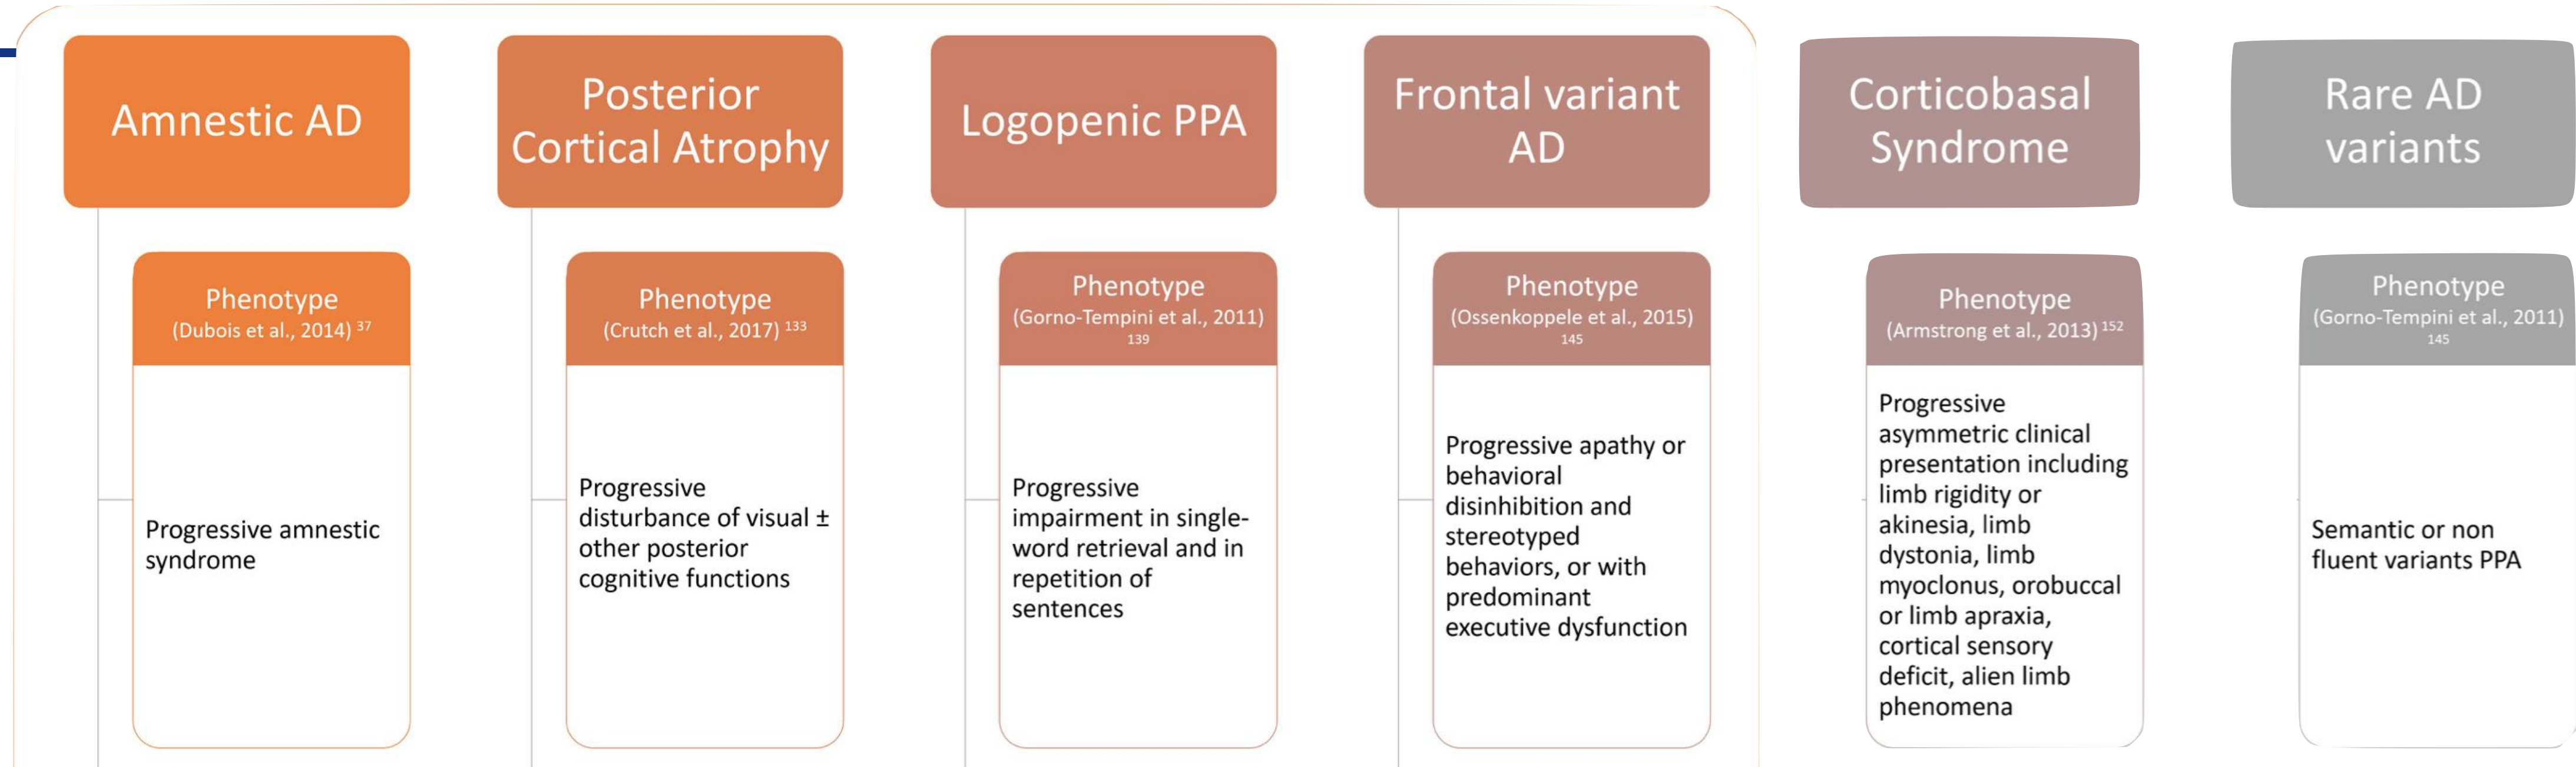 Amnestic AD
Phenotype
(Dubois et al., 2014) 37
Progressive amnestic
syndrome
Posterior
Cortical Atrophy
Phenotype
(Crutch et al., 2017) 133
Progressive
disturbance of visual ±
other posterior
cognitive functions
Logopenic PPA
Phenotype
(Gorno-Tempini et al., 2011)
139
Progressive
impairment in single-
word retrieval and in
repetition of
sentences
Frontal variant
AD
Phenotype
(Ossenkoppele et al., 2015)
145
Progressive apathy or
behavioral
disinhibition and
stereotyped
behaviors, or with
predominant
executive dysfunction
Corticobasal
Syndrome
Phenotype
(Armstrong et al., 2013) 152
Progressive
asymmetric clinical
presentation including
limb rigidity or
akinesia, limb
dystonia, limb
myoclonus, orobuccal
or limb apraxia,
cortical sensory
deficit, alien limb
phenomena
Rare AD
variants
Phenotype
(Gorno-Tempini et al., 2011)
145
Semantic or non
fluent variants PPA